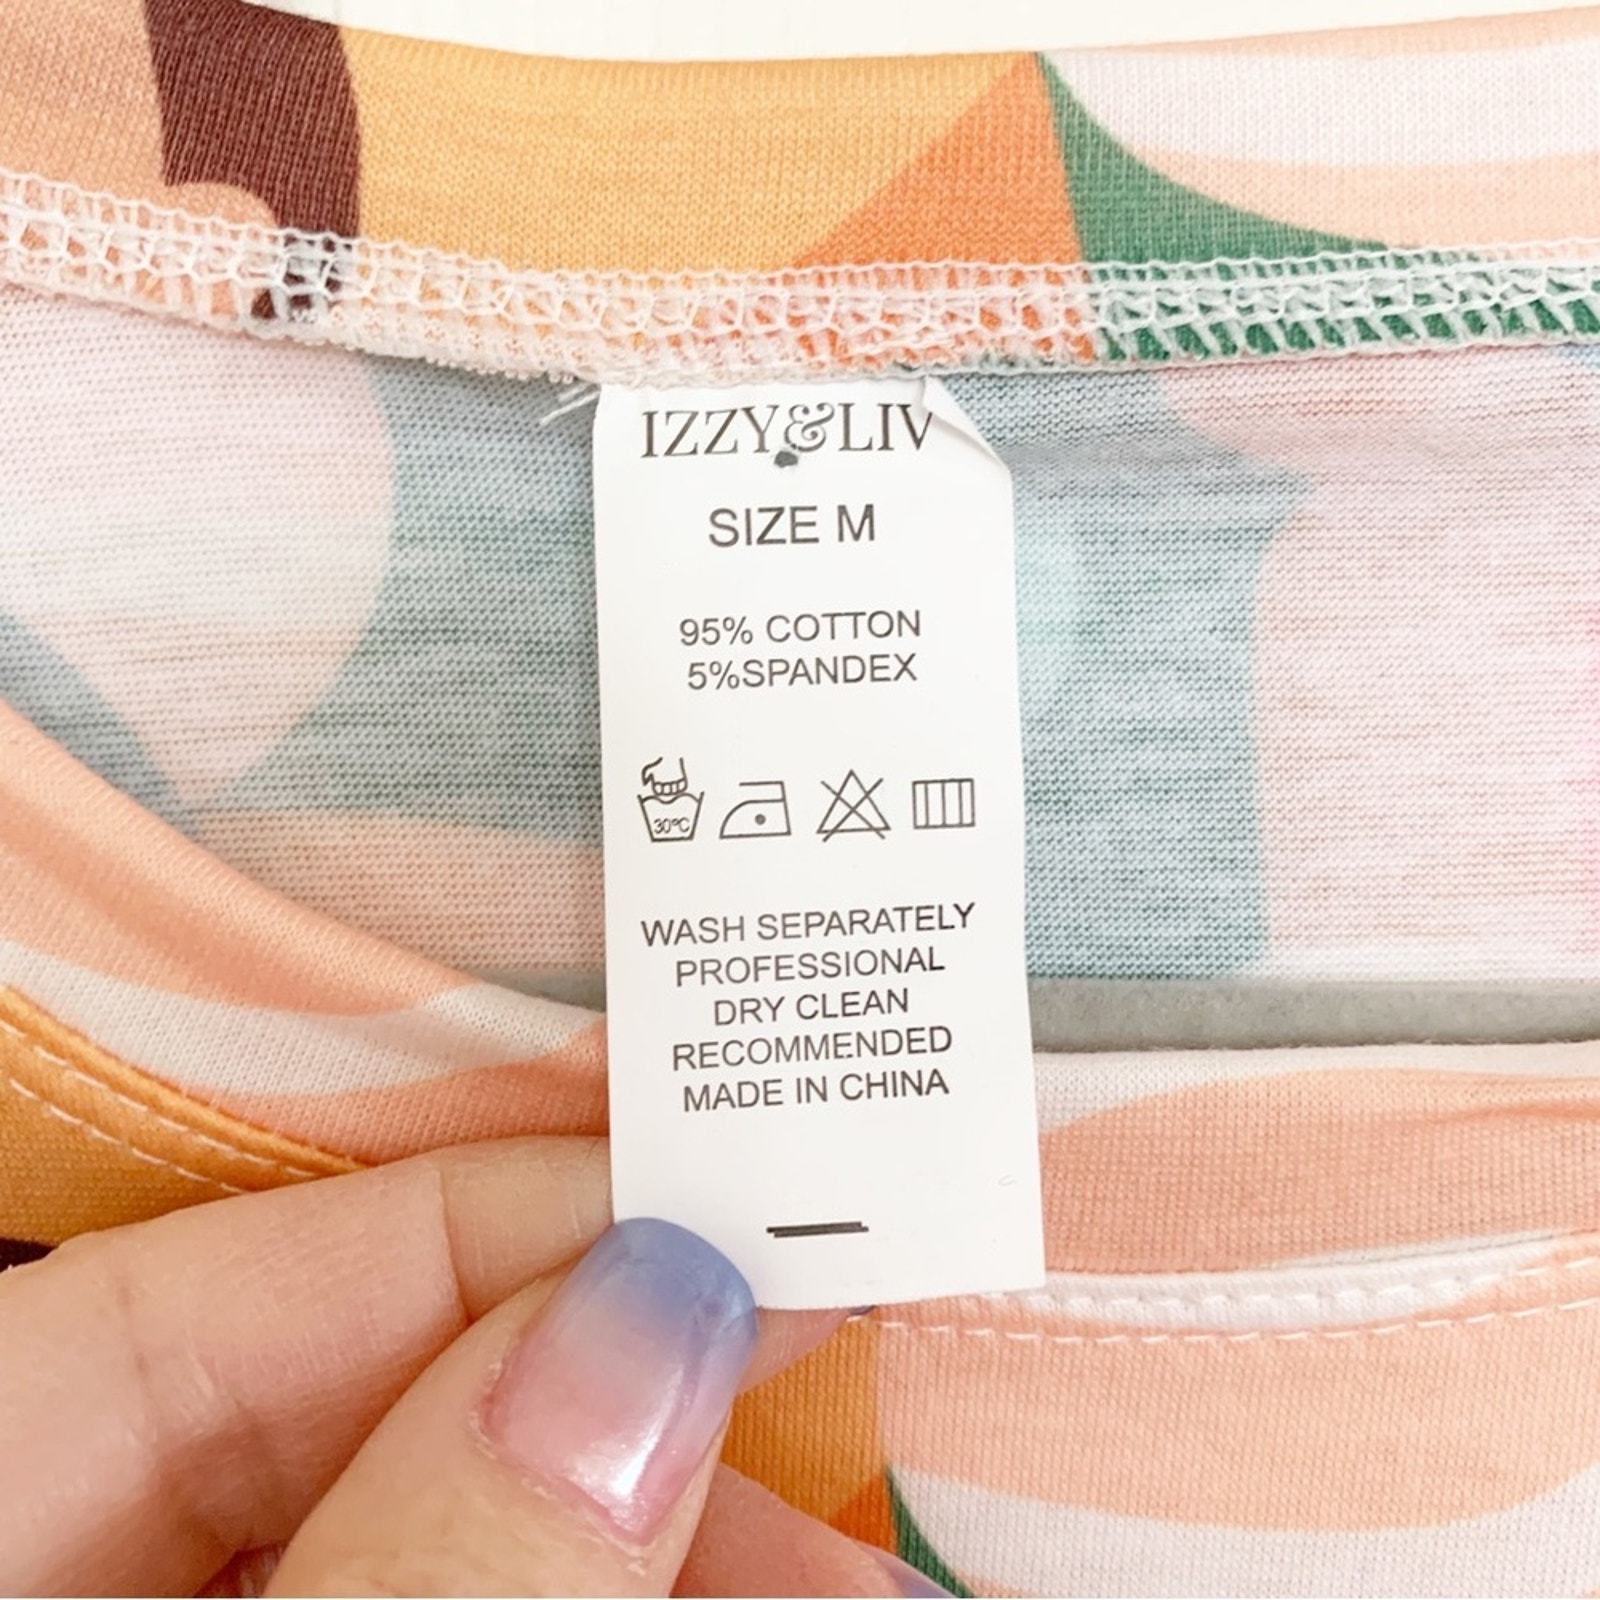 IZZY&LIV
SIZE M
95% COTTON
5%SPANDEX
30°C
WASH SEPARATELY
PROFESSIONAL
DRY CLEAN
RECOMMENDED
MADE IN CHINA